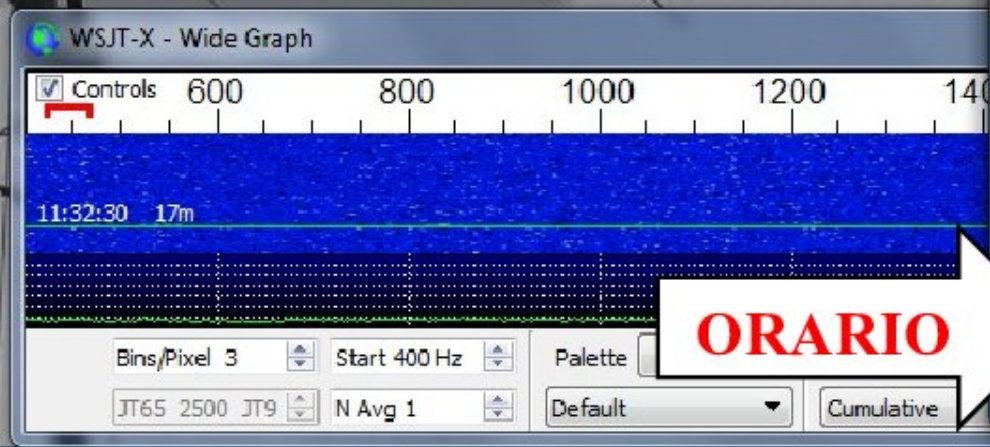 WSJT-X - Wide Graph
Controls 600 800 1000 1200 140
11:32:30 17m
Bins/Pixel 3 Start 400 Hz Palette
ORARIO
JT65 2500 JT9 N Avg 1 Default Cumulative